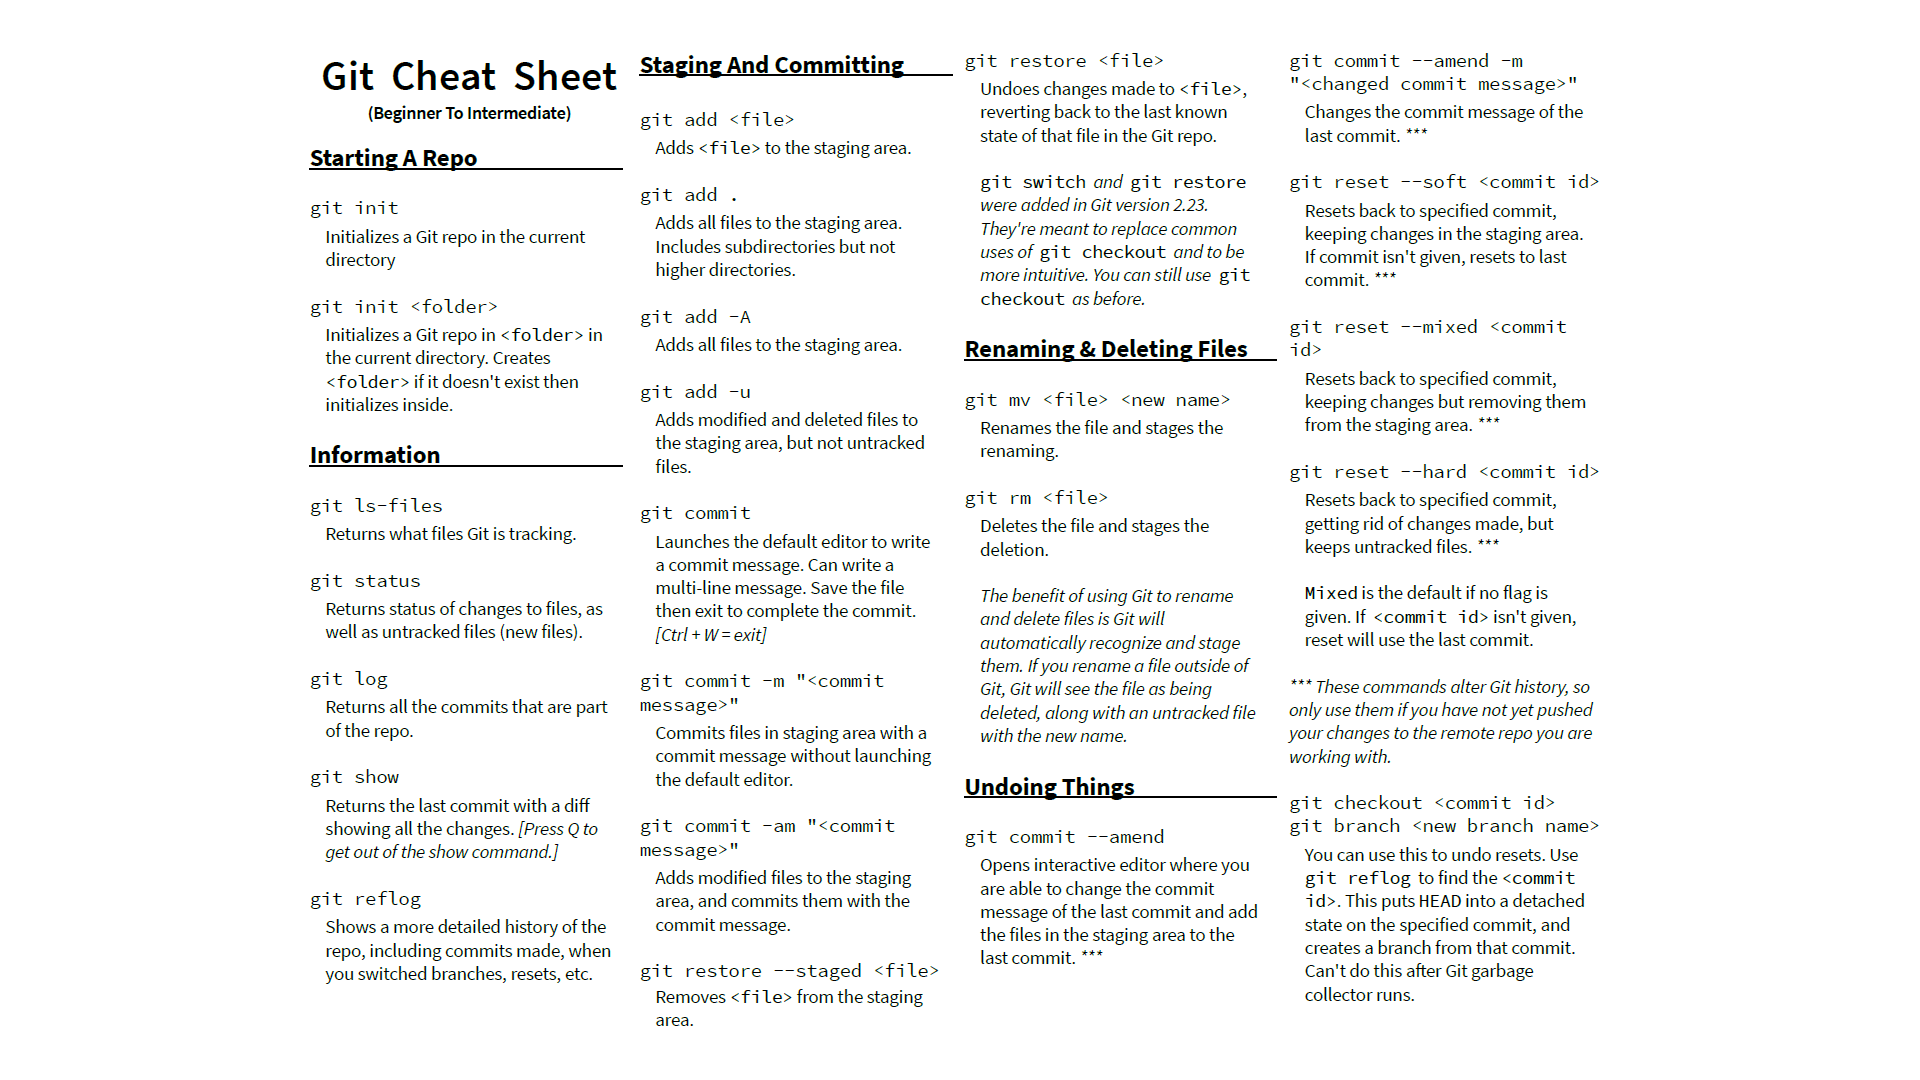 Git Cheat Sheet
(Beginner To Intermediate)
Starting A Repo
git init
Initializes a Git repo in the current
directory
git init <folder>
Initializes a Git repo in <folder> in
the current directory. Creates
<folder> if it doesn't exist then
initializes inside.
Information
git ls-files
Returns what files Git is tracking.
git status
Returns status of changes to files, as
well as untracked files (new files).
git log
Returns all the commits that are part
of the repo.
git show
Returns the last commit with a diff
showing all the changes. [Press Q to
get out of the show command.]
git reflog
Shows a more detailed history of the
repo, including commits made, when
you switched branches, resets, etc.
Staging And Committing
git add <file>
Adds <file> to the staging area.
git add .
Adds all files to the staging area.
Includes subdirectories but not
higher directories.
git add -A
Adds all files to the staging area.
git add -u
Adds modified and deleted files to
the staging area, but not untracked
files.
git commit
Launches the default editor to write
a commit message. Can write a
multi-line message. Save the file
then exit to complete the commit.
[Ctrl + W = exit]
git commit -m "<commit
message>"
Commits files in staging area with a
commit message without launching
the default editor.
git commit -am "<commit
message>"
Adds modified files to the staging
area, and commits them with the
commit message.
git restore --staged <file>
Removes <file> from the staging
area.
git restore <file>
Undoes changes made to <file>,
reverting back to the last known
state of that file in the Git repo.
git switch and git restore
were added in Git version 2.23.
They're meant to replace common
uses of git checkout and to be
more intuitive. You can still use git
checkout as before.
Renaming & Deleting Files
git mv <file> <new name>
Renames the file and stages the
renaming.
git rm <file>
Deletes the file and stages the
deletion.
The benefit of using Git to rename
and delete files is Git will
automatically recognize and stage
them. If you rename a file outside of
Git, Git will see the file as being
deleted, along with an untracked file
with the new name.
Undoing Things
git commit --amend
Opens interactive editor where you
are able to change the commit
message of the last commit and add
the files in the staging area to the
last commit. ***
git commit --amend -m
"<changed commit message>"
Changes the commit message of the
last commit. ***
git reset --soft <commit id>
Resets back to specified commit,
keeping changes in the staging area.
If commit isn't given, resets to last
commit. ***
git reset --mixed <commit
id>
Resets back to specified commit,
keeping changes but removing them
from the staging area. ***
git reset --hard <commit id>
Resets back to specified commit,
getting rid of changes made, but
keeps untracked files. ***
Mixed is the default if no flag is
given. If <commit id> isn't given,
reset will use the last commit.
*** These commands alter Git history, so
only use them if you have not yet pushed
your changes to the remote repo you are
working with.
git checkout <commit id>
git branch <new branch name>
You can use this to undo resets. Use
git reflog to find the <commit
id>. This puts HEAD into a detached
state on the specified commit, and
creates a branch from that commit.
Can't do this after Git garbage
collector runs.